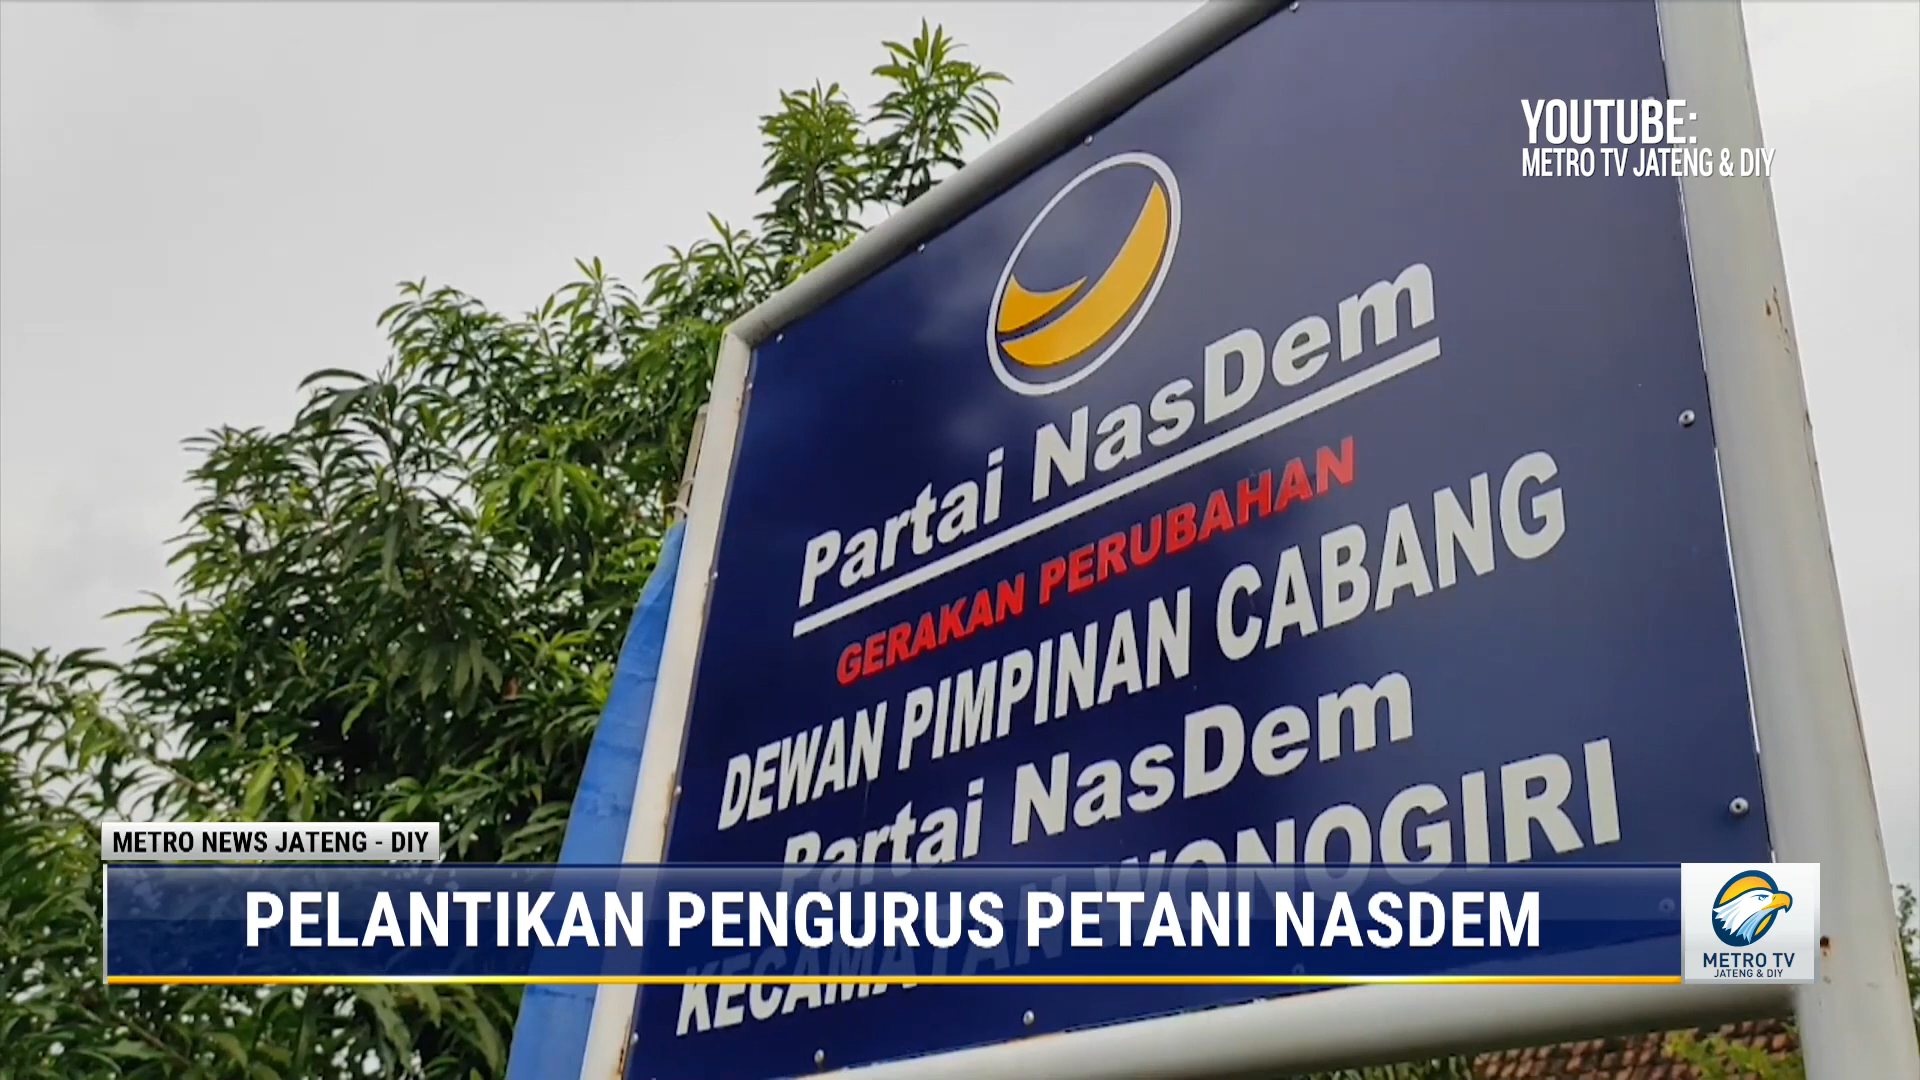 YOUTUBE:
METRO TV JATENG & DIY
Partai NasDem
GERAKAN PERUBAHAN
DEWAN PIMPINAN CABANG
Partai NasDem
KECAMATAN WONOGIRI
METRO NEWS JATENG - DIY
PELANTIKAN PENGURUS PETANI NASDEM
METRO TV
JATENG & DIY